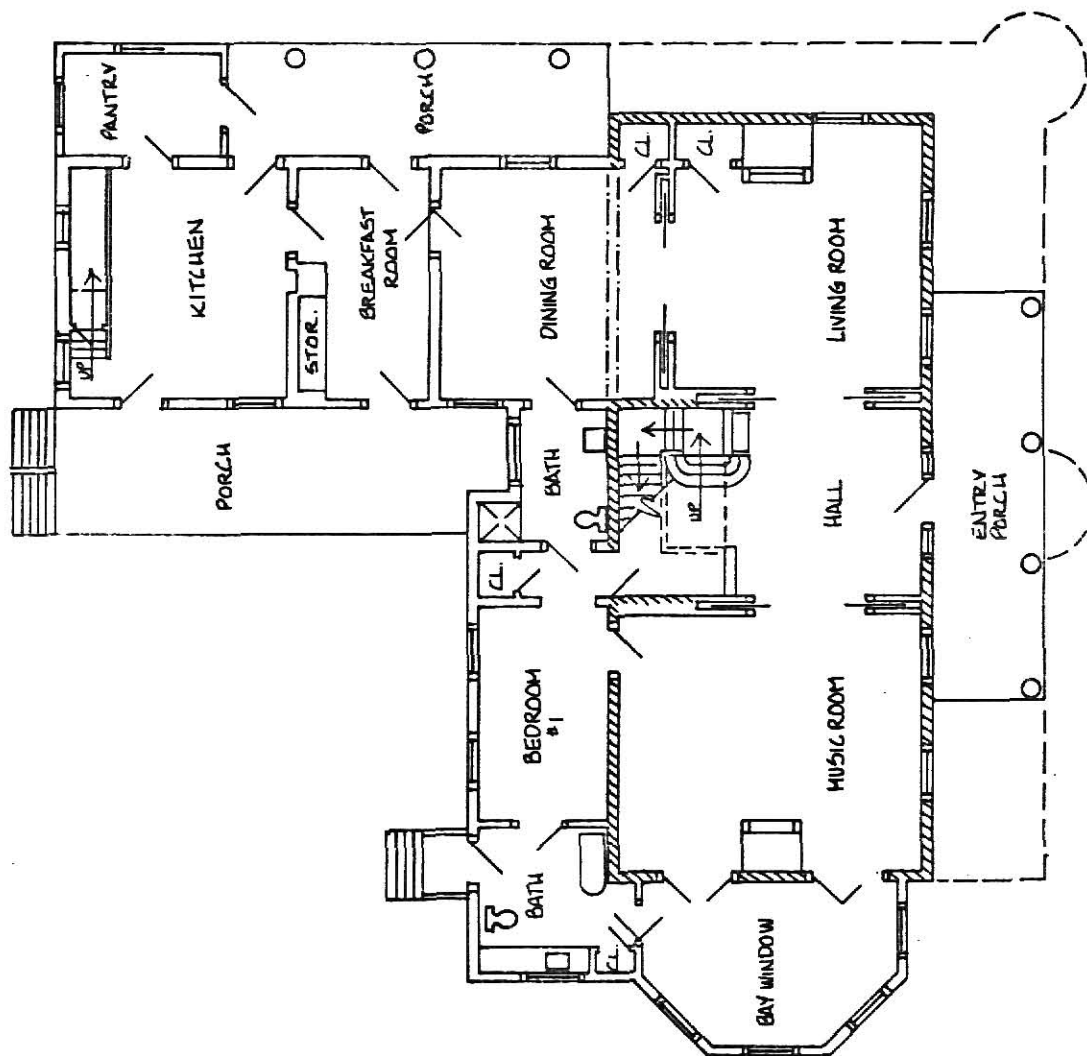 PANTRY
PORCH
CL.
CL.
KITCHEN
BREAKFAST
ROOM
DINING ROOM
LIVING ROOM
STOR.
UP
PORCH
BATH
UP
HALL
ENTRY
PORCH
CL.
BEDROOM
#1
MUSIC ROOM
BATH
CL.
BAY WINDOW